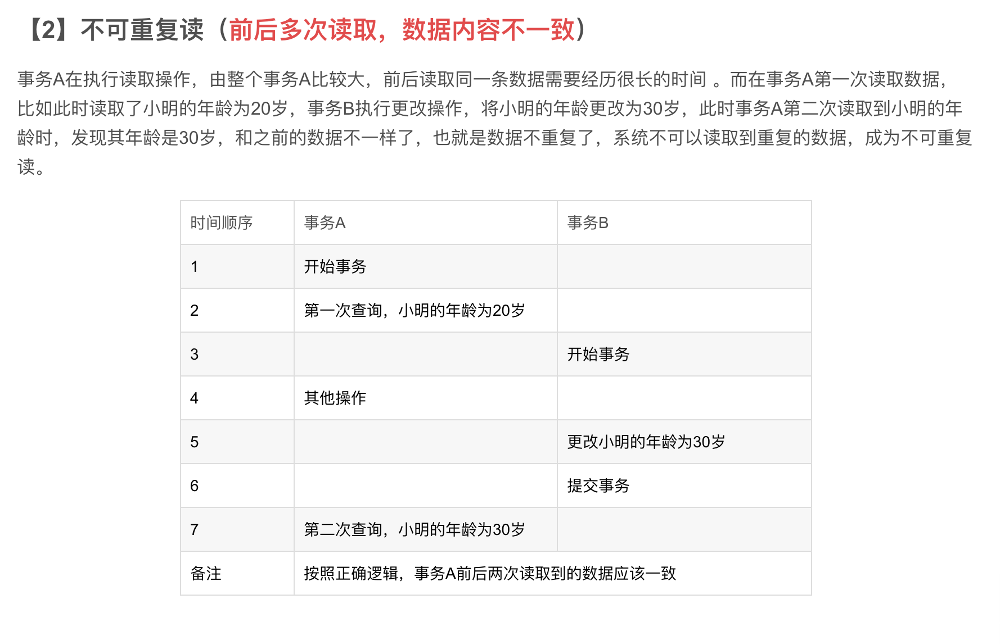 【2】不可重复读（前后多次读取，数据内容不一致）
事务A在执行读取操作，由整个事务A比较大，前后读取同一条数据需要经历很长的时间 。而在事务A第一次读取数据，
比如此时读取了小明的年龄为20岁，事务B执行更改操作，将小明的年龄更改为30岁，此时事务A第二次读取到小明的年
龄时，发现其年龄是30岁，和之前的数据不一样了，也就是数据不重复了，系统不可以读取到重复的数据，成为不可重复
读。
时间顺序 事务A 事务B
1 开始事务
2 第一次查询，小明的年龄为20岁
3 开始事务
4 其他操作
5 更改小明的年龄为30岁
6 提交事务
7 第二次查询，小明的年龄为30岁
备注 按照正确逻辑，事务A前后两次读取到的数据应该一致